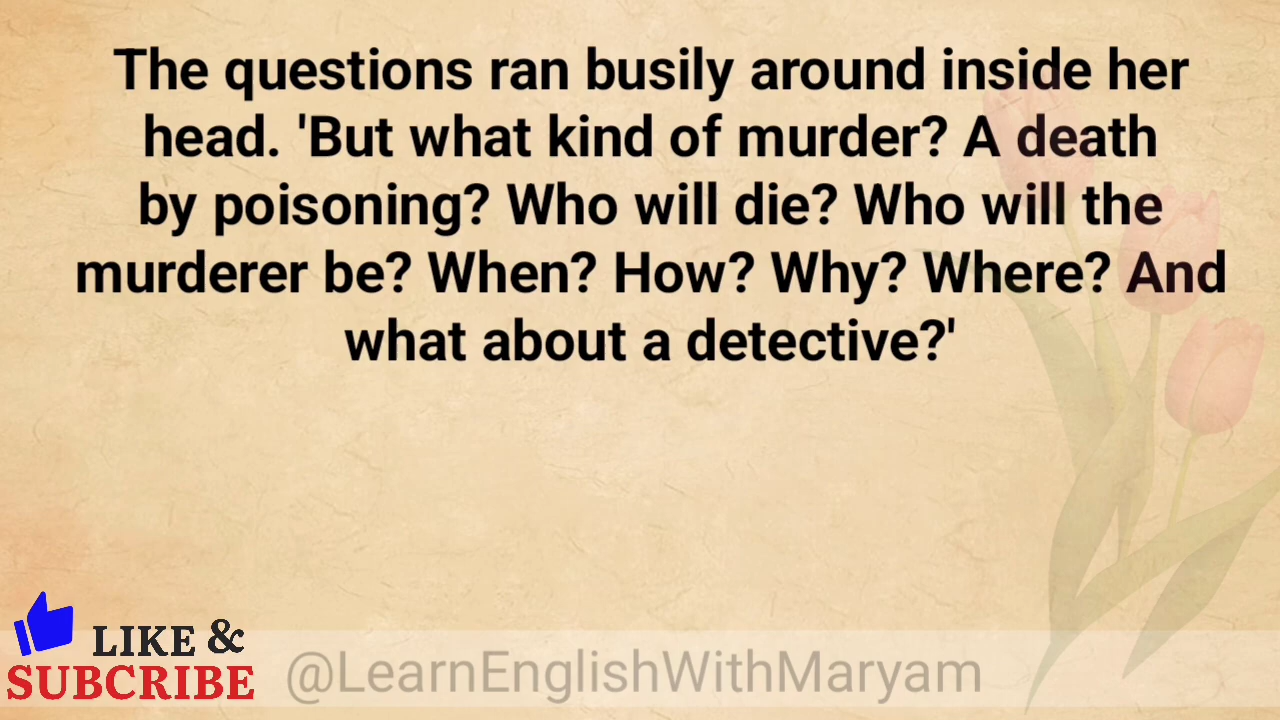 The questions ran busily around inside her
head. 'But what kind of murder? A death
by poisoning? Who will die? Who will the
murderer be? When? How? Why? Where? And
what about a detective?'
LIKE &
SUBCRIBE
@LearnEnglishWithMaryam